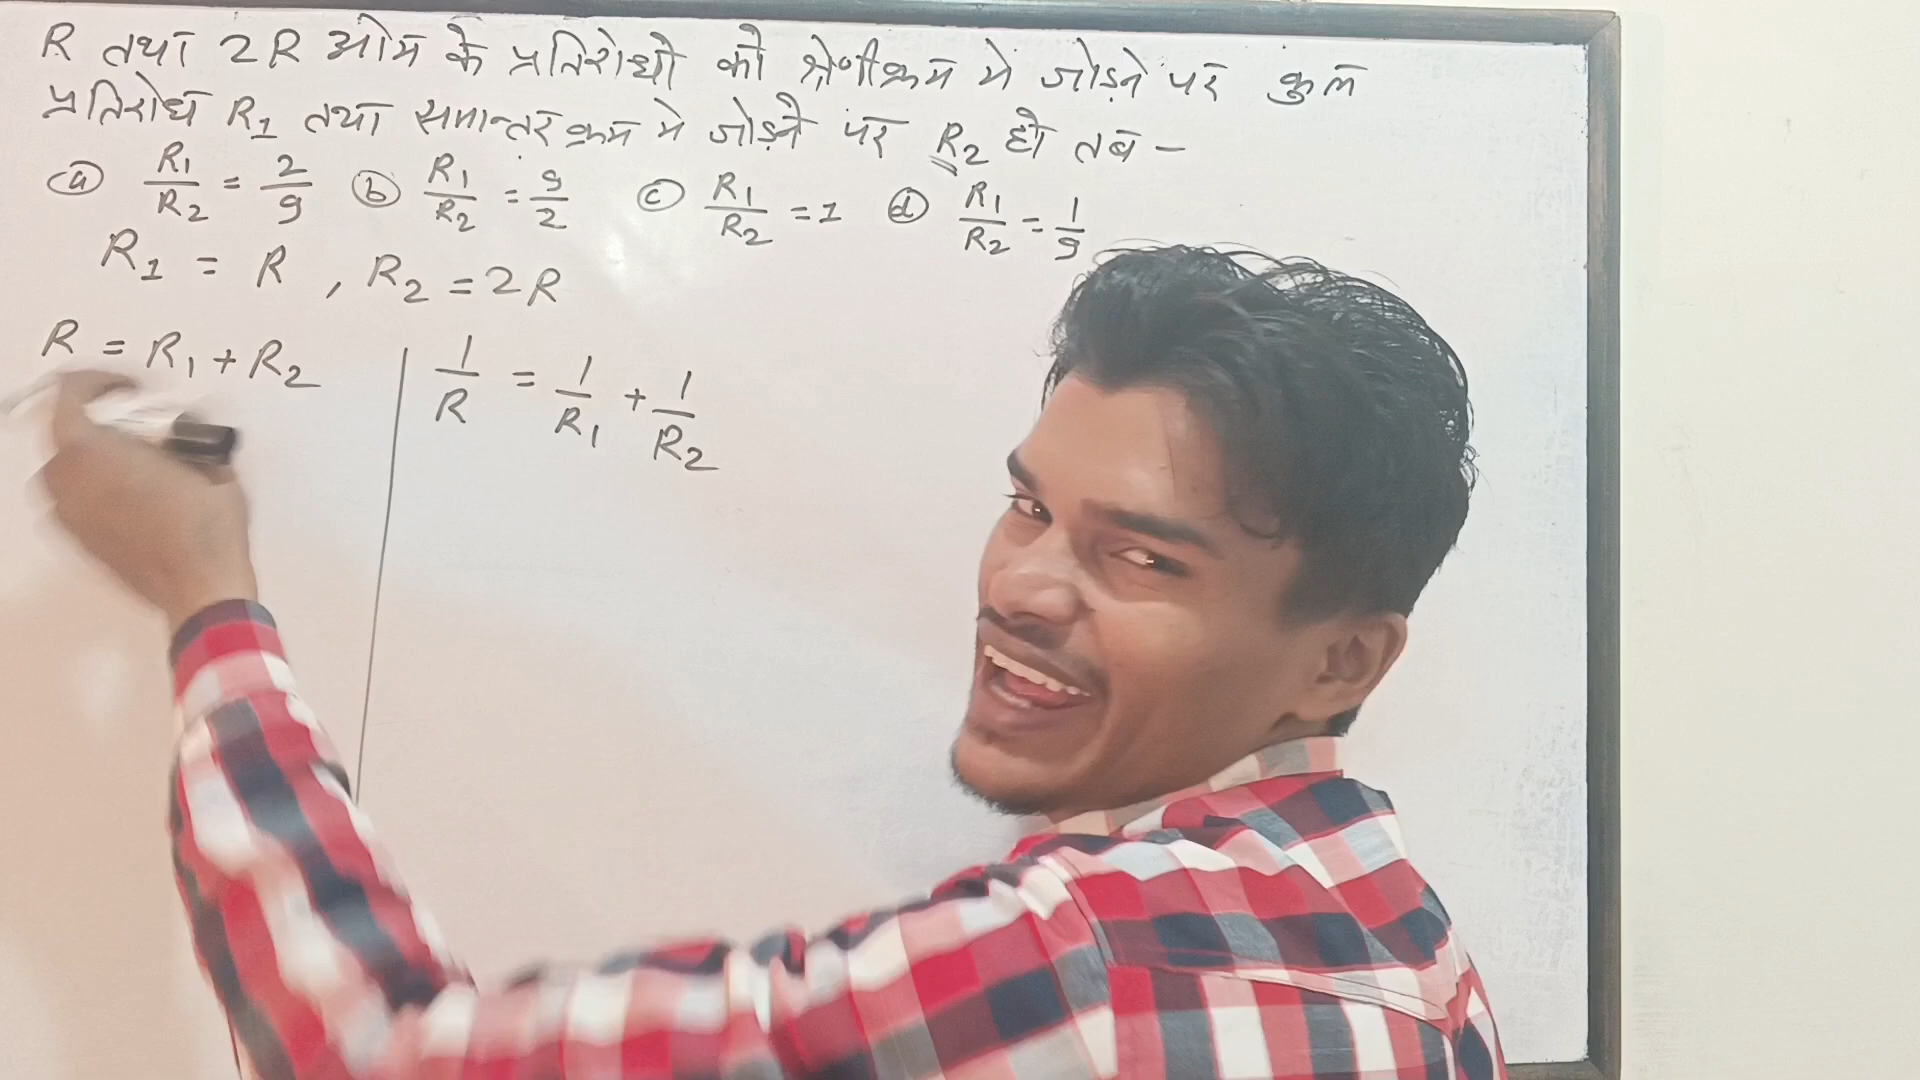 R तथा 2R ओम के प्रतिरोधो को श्रेणीक्रम मे जोड़ने पर कुल
प्रतिरोध R₁ तथा समान्तर क्रम मे जोड़ने पर R₂ हो तब -
(a) R₁/R₂ = 2/9 (b) R₁/R₂ = 9/2 (c) R₁/R₂ = 1 (d) R₁/R₂ = 1/9
R₁ = R , R₂ = 2R
R = R₁ + R₂ | 1/R = 1/R₁ + 1/R₂